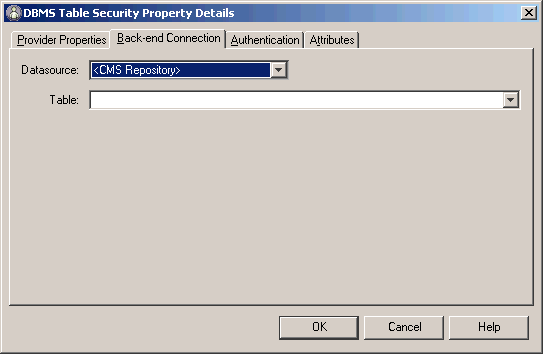 DBMS Table Security Property Details
Provider Properties Back-end Connection Authentication Attributes
Datasource: <CMS Repository>
Table:
OK Cancel Help